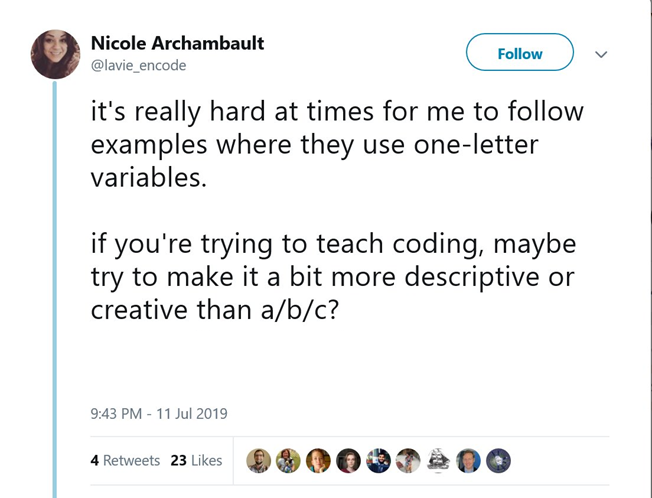 Nicole Archambault
@lavie_encode
Follow
it's really hard at times for me to follow
examples where they use one-letter
variables.
if you're trying to teach coding, maybe
try to make it a bit more descriptive or
creative than a/b/c?
9:43 PM - 11 Jul 2019
4 Retweets 23 Likes